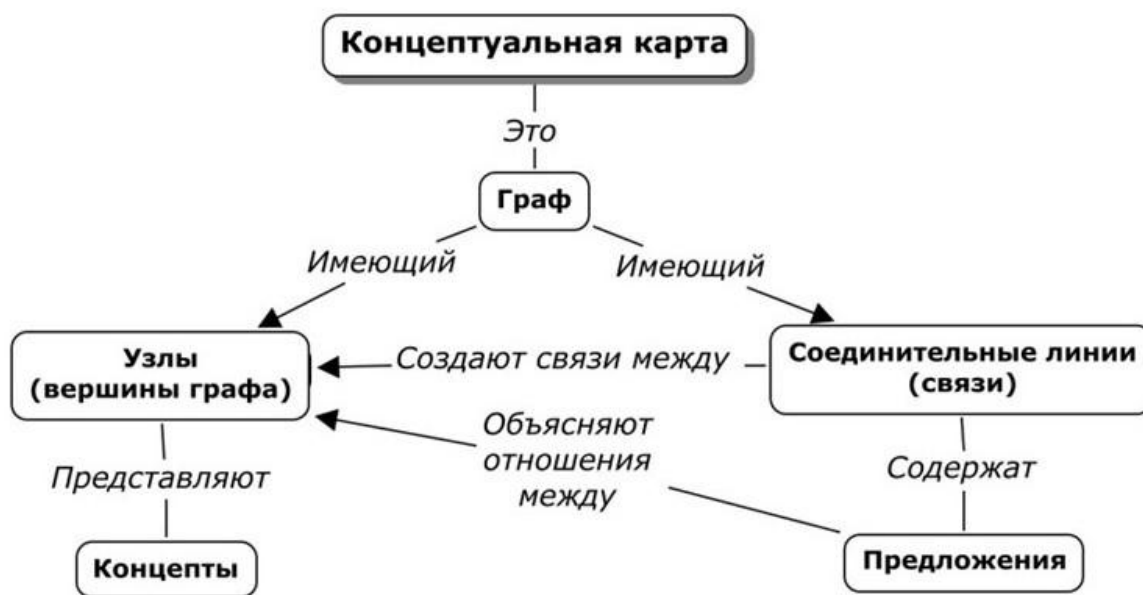 Концептуальная карта
Это
Граф
Имеющий
Имеющий
Узлы
(вершины графа)
Создают связи между
Соединительные линии
(связи)
Объясняют
отношения
между
Представляют
Содержат
Концепты
Предложения